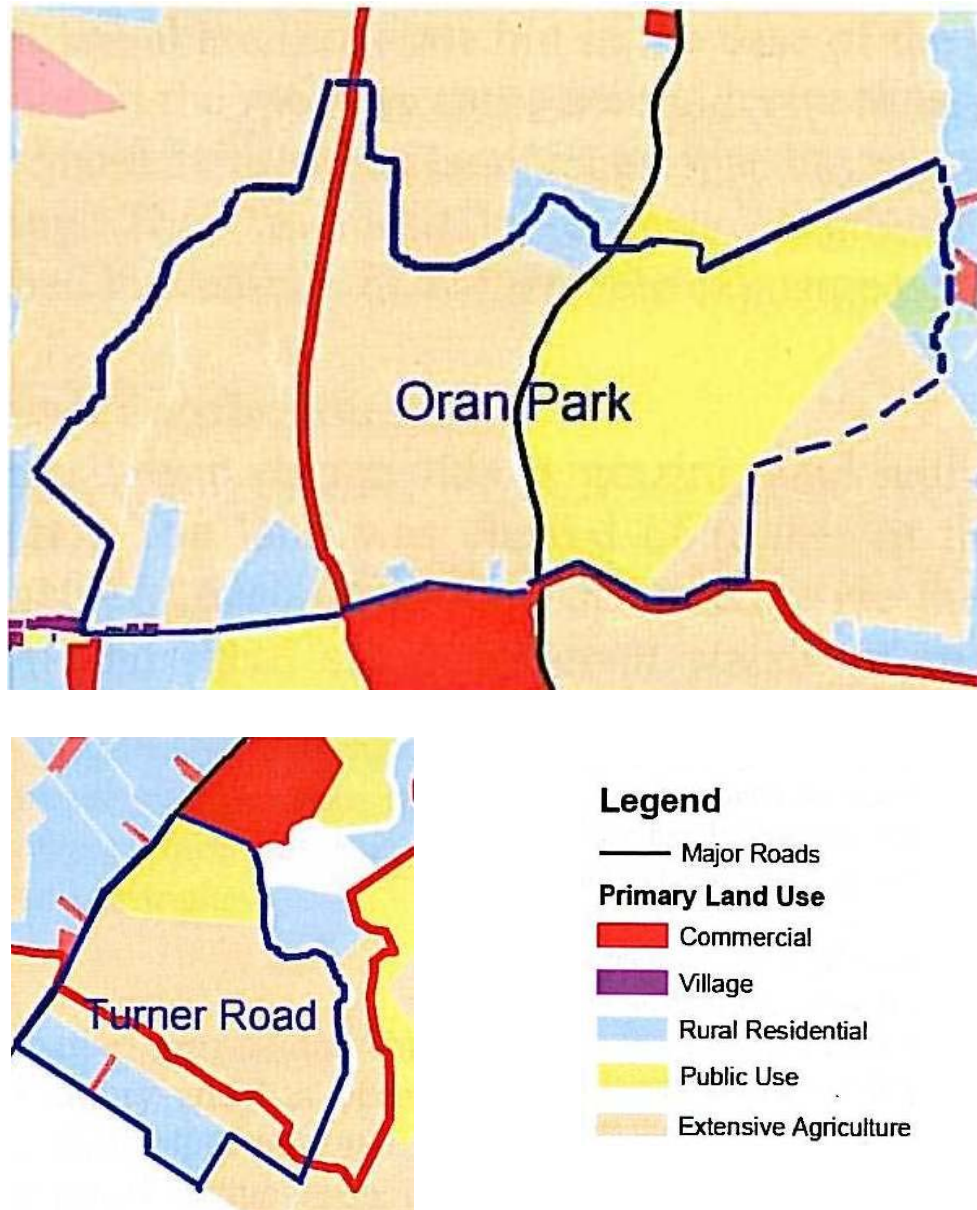 Oran Park
Turner Road
Legend
Major Roads
Primary Land Use
Commercial
Village
Rural Residential
Public Use
Extensive Agriculture